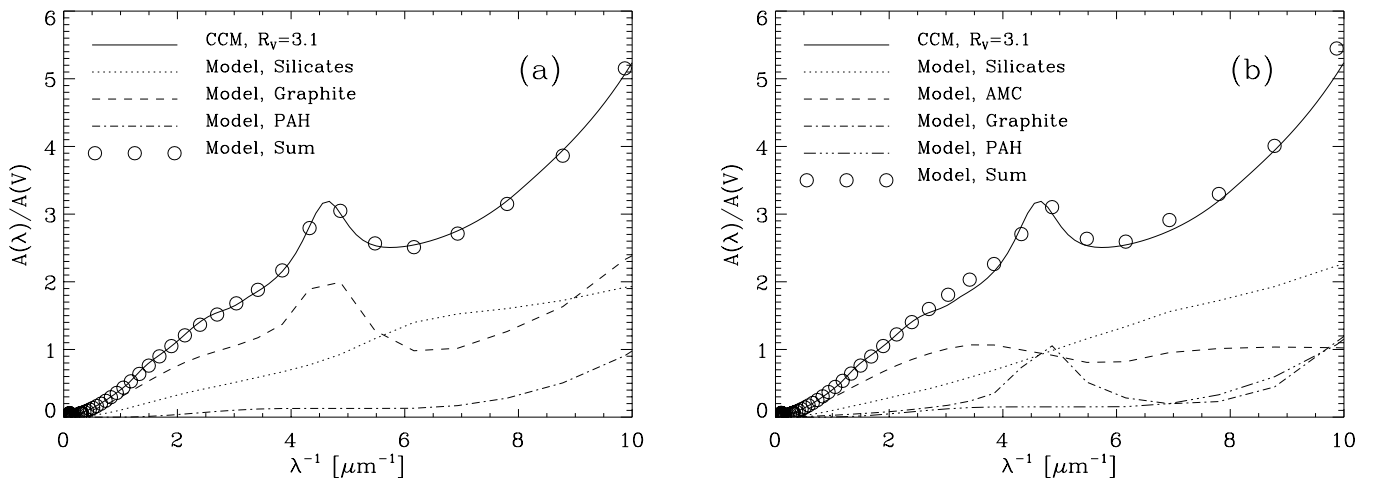 6
5
4
3
2
1
0
A(λ)/A(V)
CCM, R_V=3.1
Model, Silicates
Model, Graphite
Model, PAH
Model, Sum
(a)
0 2 4 6 8 10
λ⁻¹ [μm⁻¹]
6
5
4
3
2
1
0
A(λ)/A(V)
CCM, R_V=3.1
Model, Silicates
Model, AMC
Model, Graphite
Model, PAH
Model, Sum
(b)
0 2 4 6 8 10
λ⁻¹ [μm⁻¹]